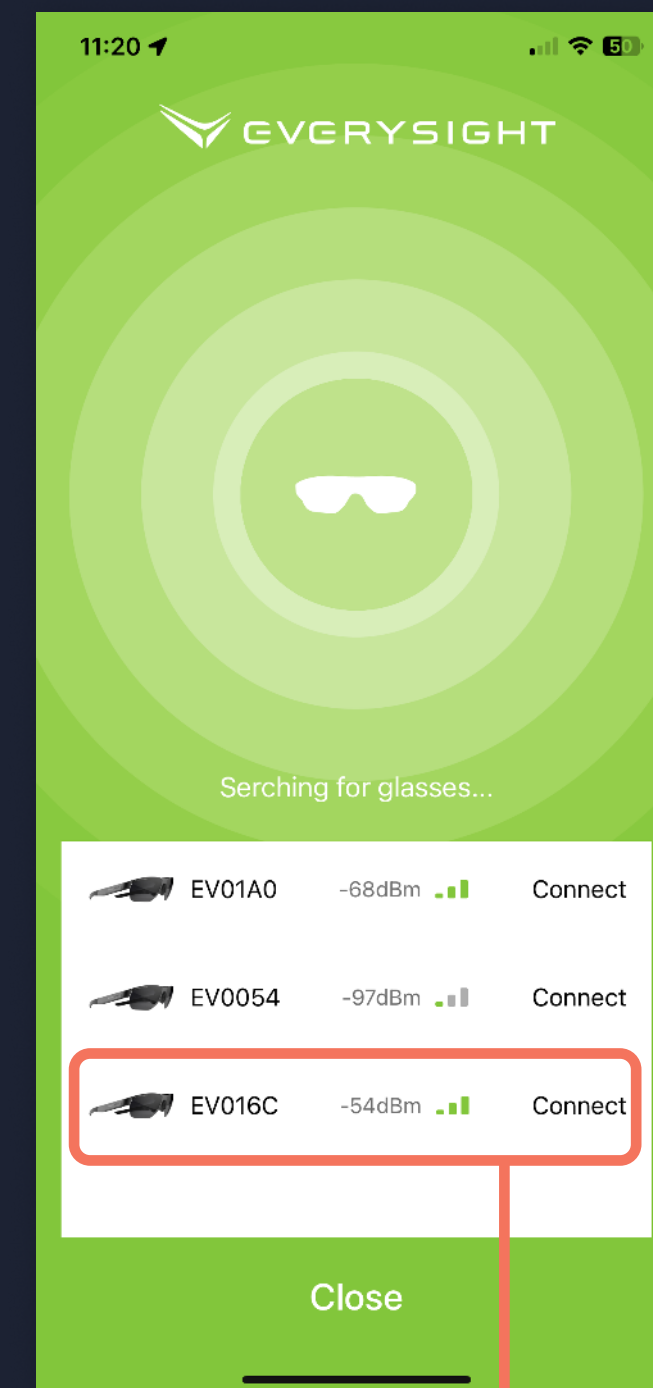 11:20
50
EVERYSIGHT
Serching for glasses...
EV01A0 -68dBm Connect
EV0054 -97dBm Connect
EV016C -54dBm Connect
Close